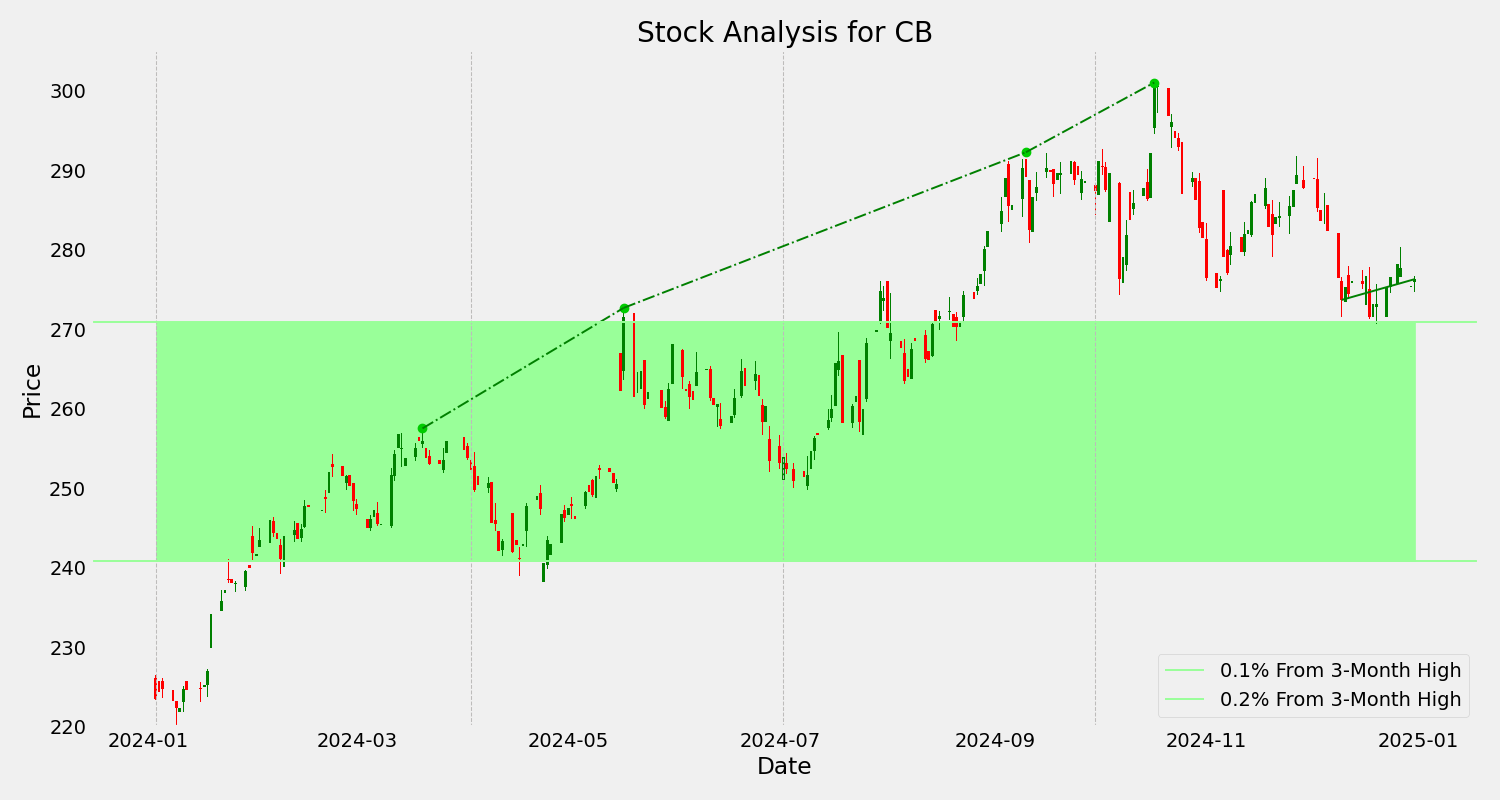 Stock Analysis for CB
Price
300
290
280
270
260
250
240
230
220
0.1% From 3-Month High
0.2% From 3-Month High
2024-01 2024-03 2024-05 2024-07 2024-09 2024-11 2025-01
Date